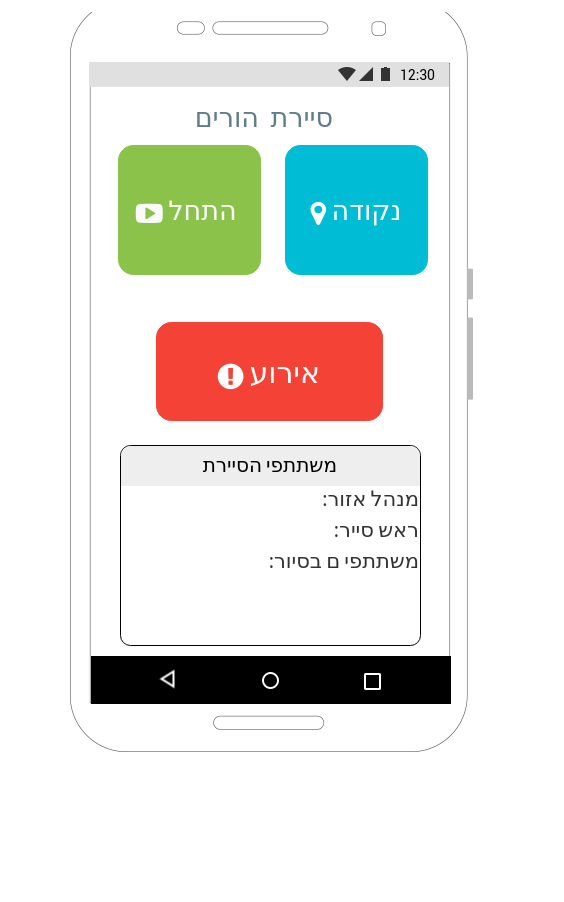 12:30
סיירת הורים
נקודה
התחל
אירוע
משתתפי הסיירת
מנהל אזור:
ראש סייר:
משתתפי ם בסיור: